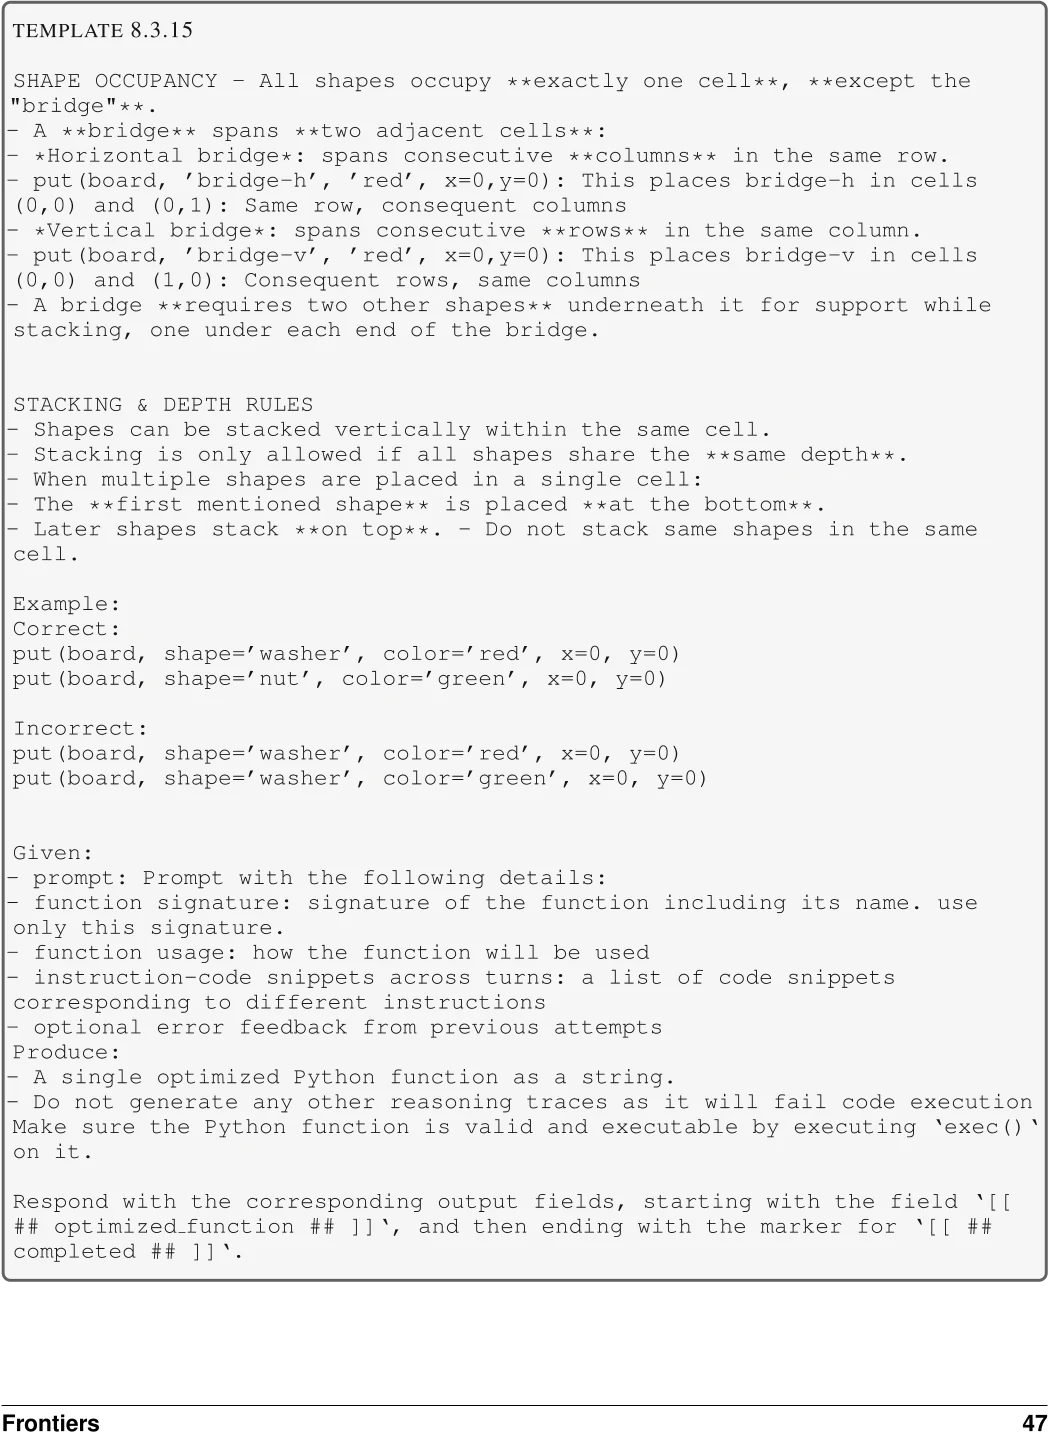 TEMPLATE 8.3.15
SHAPE OCCUPANCY - All shapes occupy **exactly one cell**, **except the
"bridge"**.
- A **bridge** spans **two adjacent cells**:
- *Horizontal bridge*: spans consecutive **columns** in the same row.
- put(board, ’bridge-h’, ’red’, x=0,y=0): This places bridge-h in cells
(0,0) and (0,1): Same row, consequent columns
- *Vertical bridge*: spans consecutive **rows** in the same column.
- put(board, ’bridge-v’, ’red’, x=0,y=0): This places bridge-v in cells
(0,0) and (1,0): Consequent rows, same columns
- A bridge **requires two other shapes** underneath it for support while
stacking, one under each end of the bridge.
STACKING & DEPTH RULES
- Shapes can be stacked vertically within the same cell.
- Stacking is only allowed if all shapes share the **same depth**.
- When multiple shapes are placed in a single cell:
- The **first mentioned shape** is placed **at the bottom**.
- Later shapes stack **on top**. - Do not stack same shapes in the same
cell.
Example:
Correct:
put(board, shape=’washer’, color=’red’, x=0, y=0)
put(board, shape=’nut’, color=’green’, x=0, y=0)
Incorrect:
put(board, shape=’washer’, color=’red’, x=0, y=0)
put(board, shape=’washer’, color=’green’, x=0, y=0)
Given:
- prompt: Prompt with the following details:
- function signature: signature of the function including its name. use
only this signature.
- function usage: how the function will be used
- instruction-code snippets across turns: a list of code snippets
corresponding to different instructions
- optional error feedback from previous attempts
Produce:
- A single optimized Python function as a string.
- Do not generate any other reasoning traces as it will fail code execution
Make sure the Python function is valid and executable by executing ‘exec()‘
on it.
Respond with the corresponding output fields, starting with the field ‘[[
## optimized_function ## ]]‘, and then ending with the marker for ‘[[ ##
completed ## ]]‘.
Frontiers 47